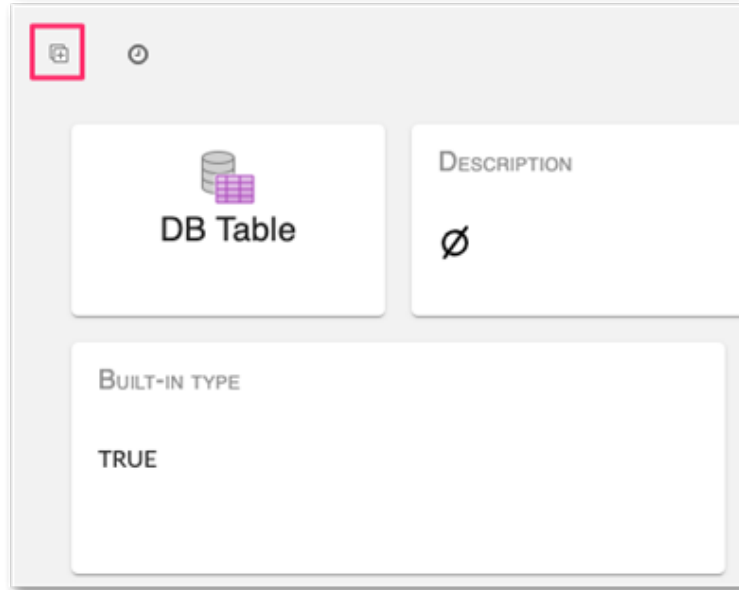 DB Table
DESCRIPTION
Ø
BUILT-IN TYPE
TRUE